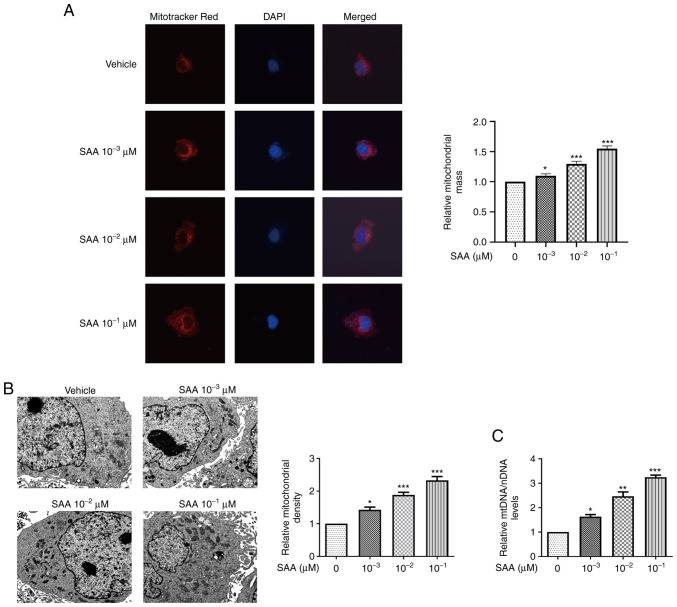 A
Mitotracker Red DAPI Merged
Vehicle
SAA 10⁻³ μM
SAA 10⁻² μM
SAA 10⁻¹ μM
Relative mitochondrial
mass
2.0
1.5
1.0
0.5
0.0
* *** ***
SAA (μM) 0 10⁻³ 10⁻² 10⁻¹
B
Vehicle SAA 10⁻³ μM
SAA 10⁻² μM SAA 10⁻¹ μM
Relative mitochondrial
density
3
2
1
0
* *** ***
SAA (μM) 0 10⁻³ 10⁻² 10⁻¹
C
Relative mtDNA/nDNA
levels
4
3
2
1
0
* ** ***
SAA (μM) 0 10⁻³ 10⁻² 10⁻¹